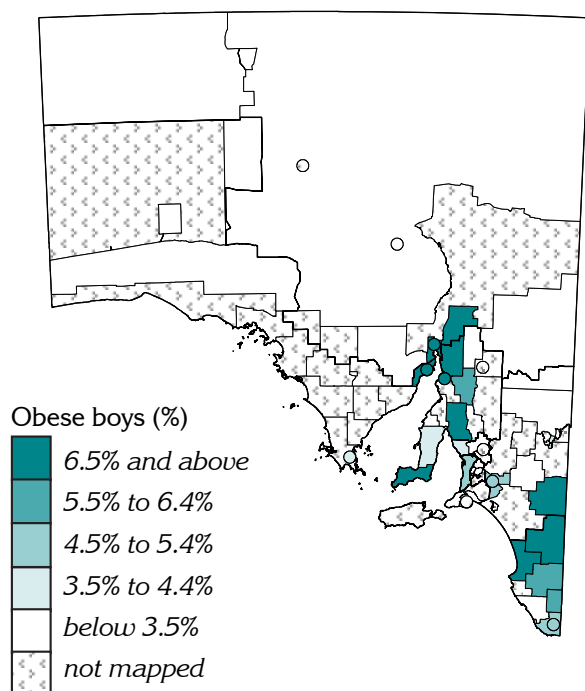 Obese boys (%)
6.5% and above
5.5% to 6.4%
4.5% to 5.4%
3.5% to 4.4%
below 3.5%
not mapped